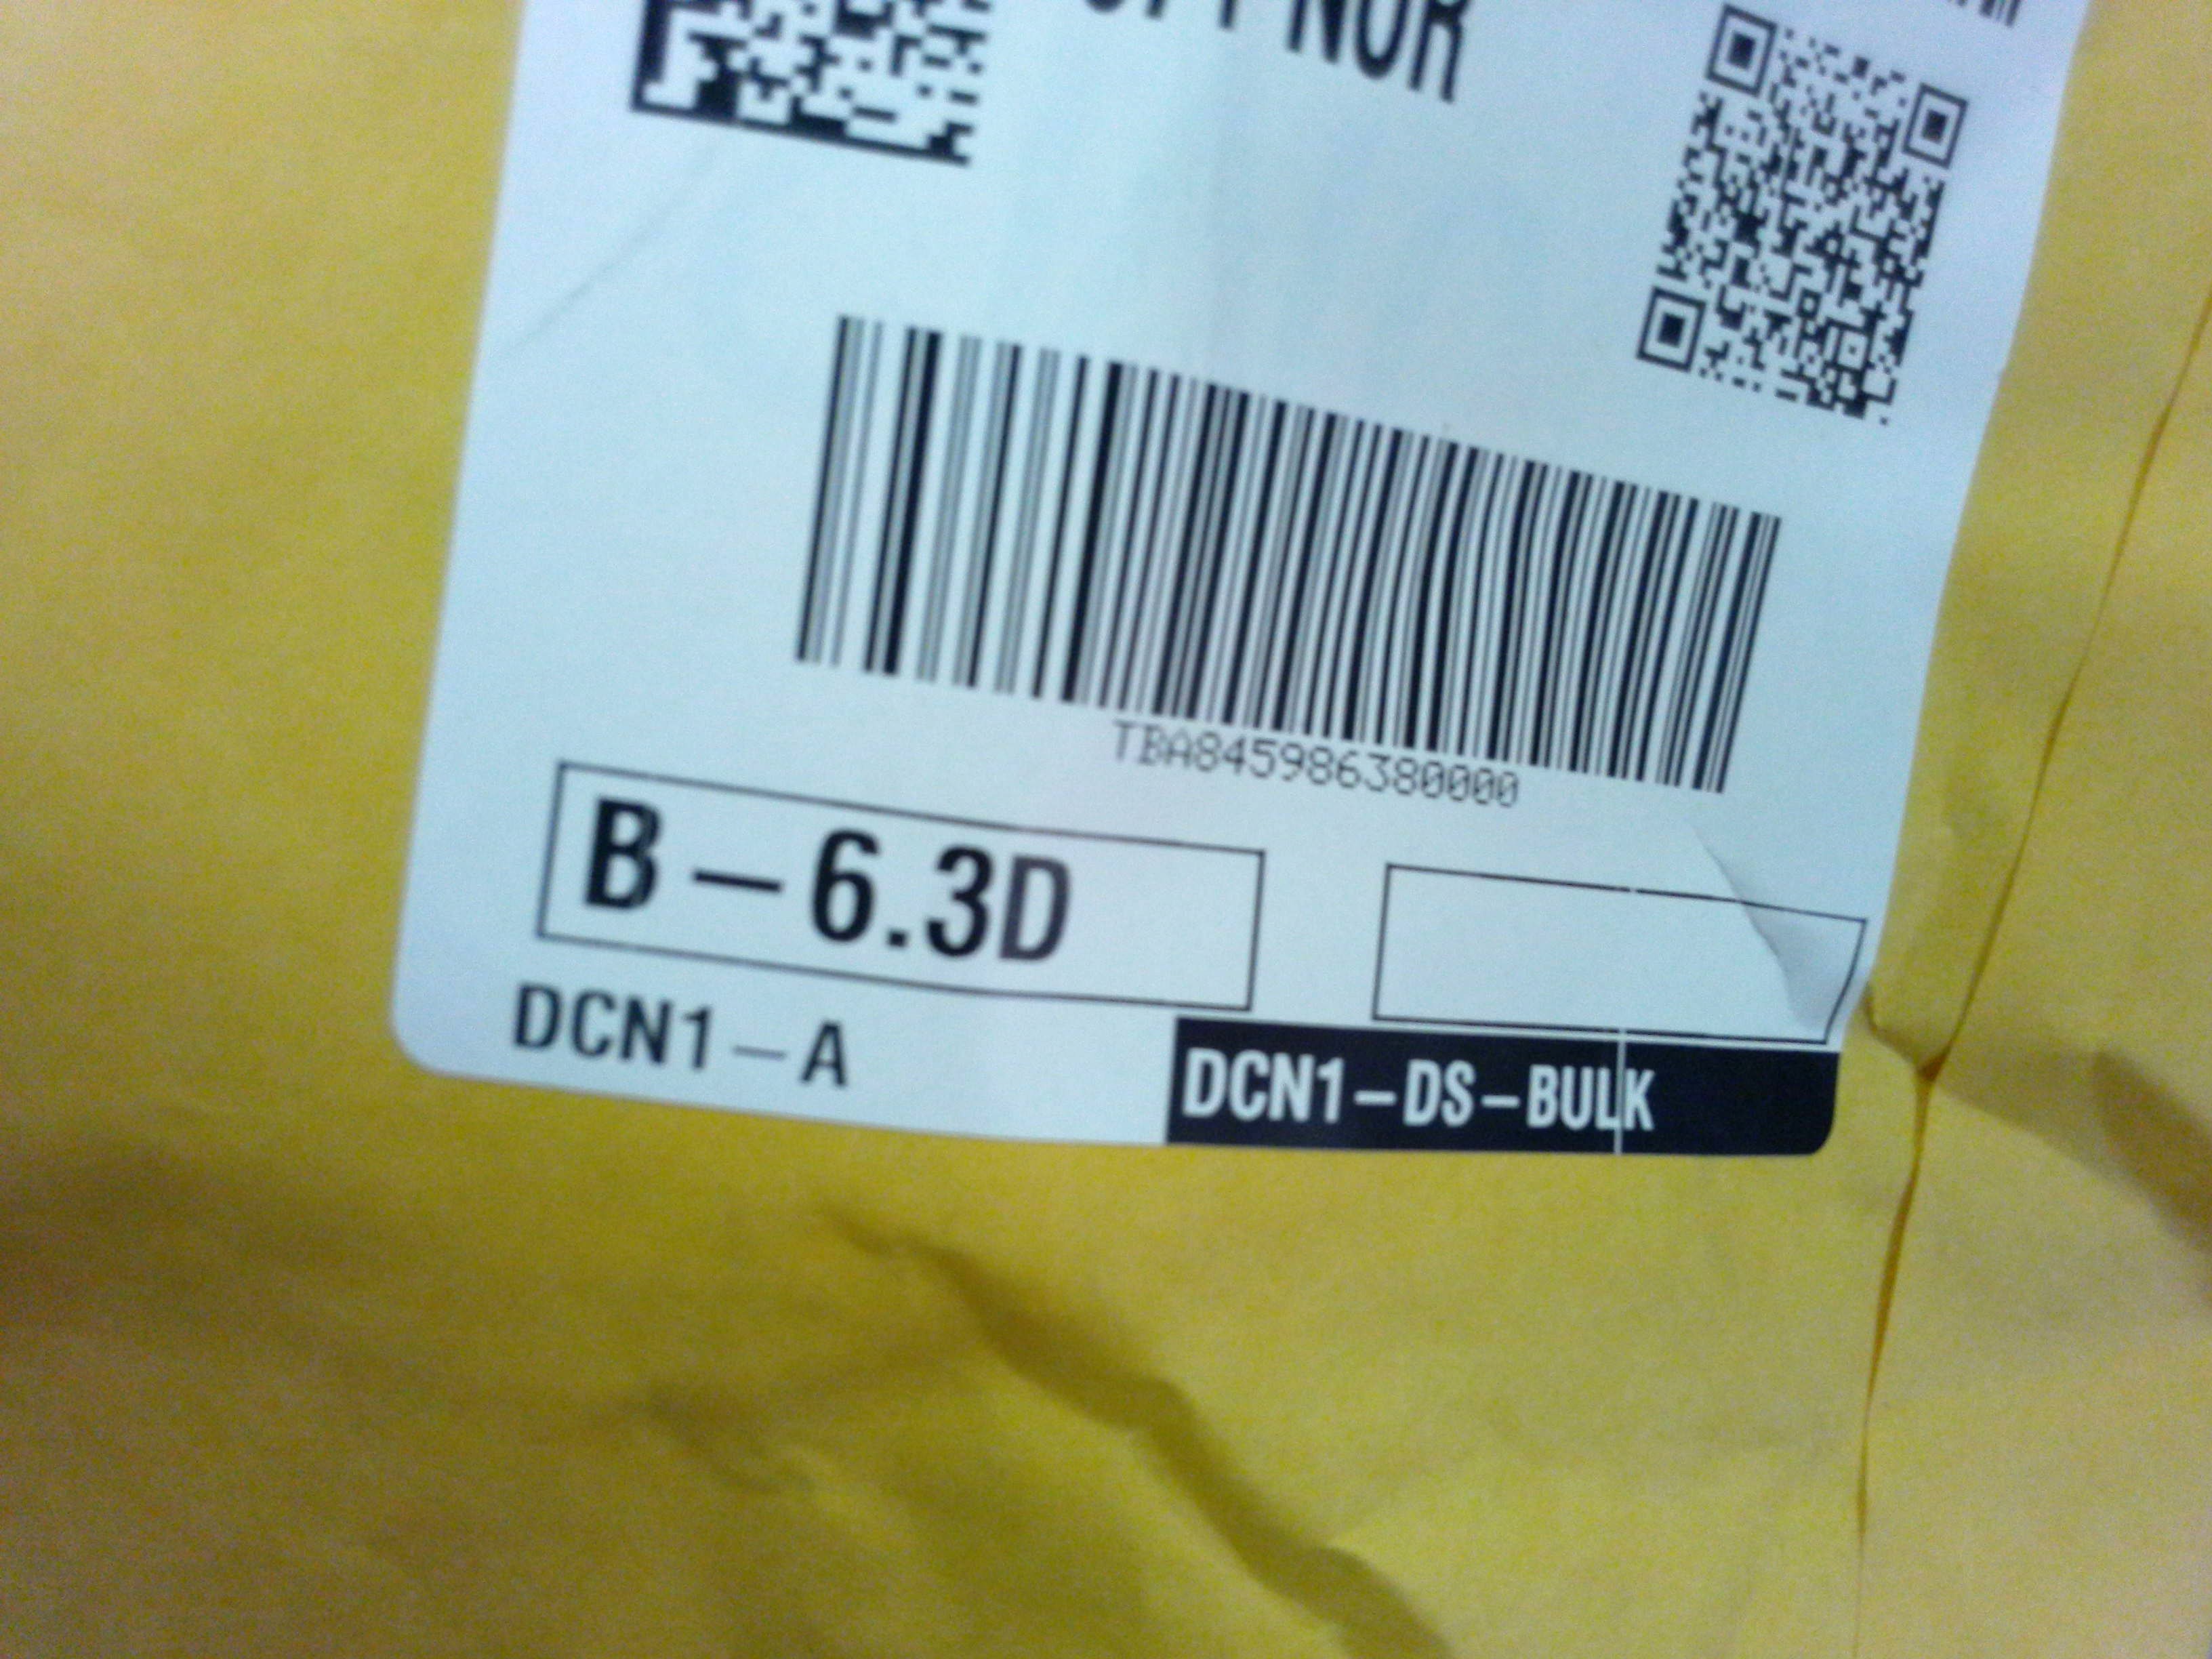 TBA845986380000
B-6.3D
DCN1-A
DCN1-DS-BULK